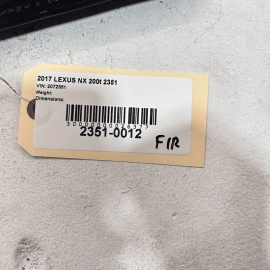 2017 LEXUS NX 200t 2351
VIN: 2072351
Weight:
Dimensions:
2351-0012
F/R